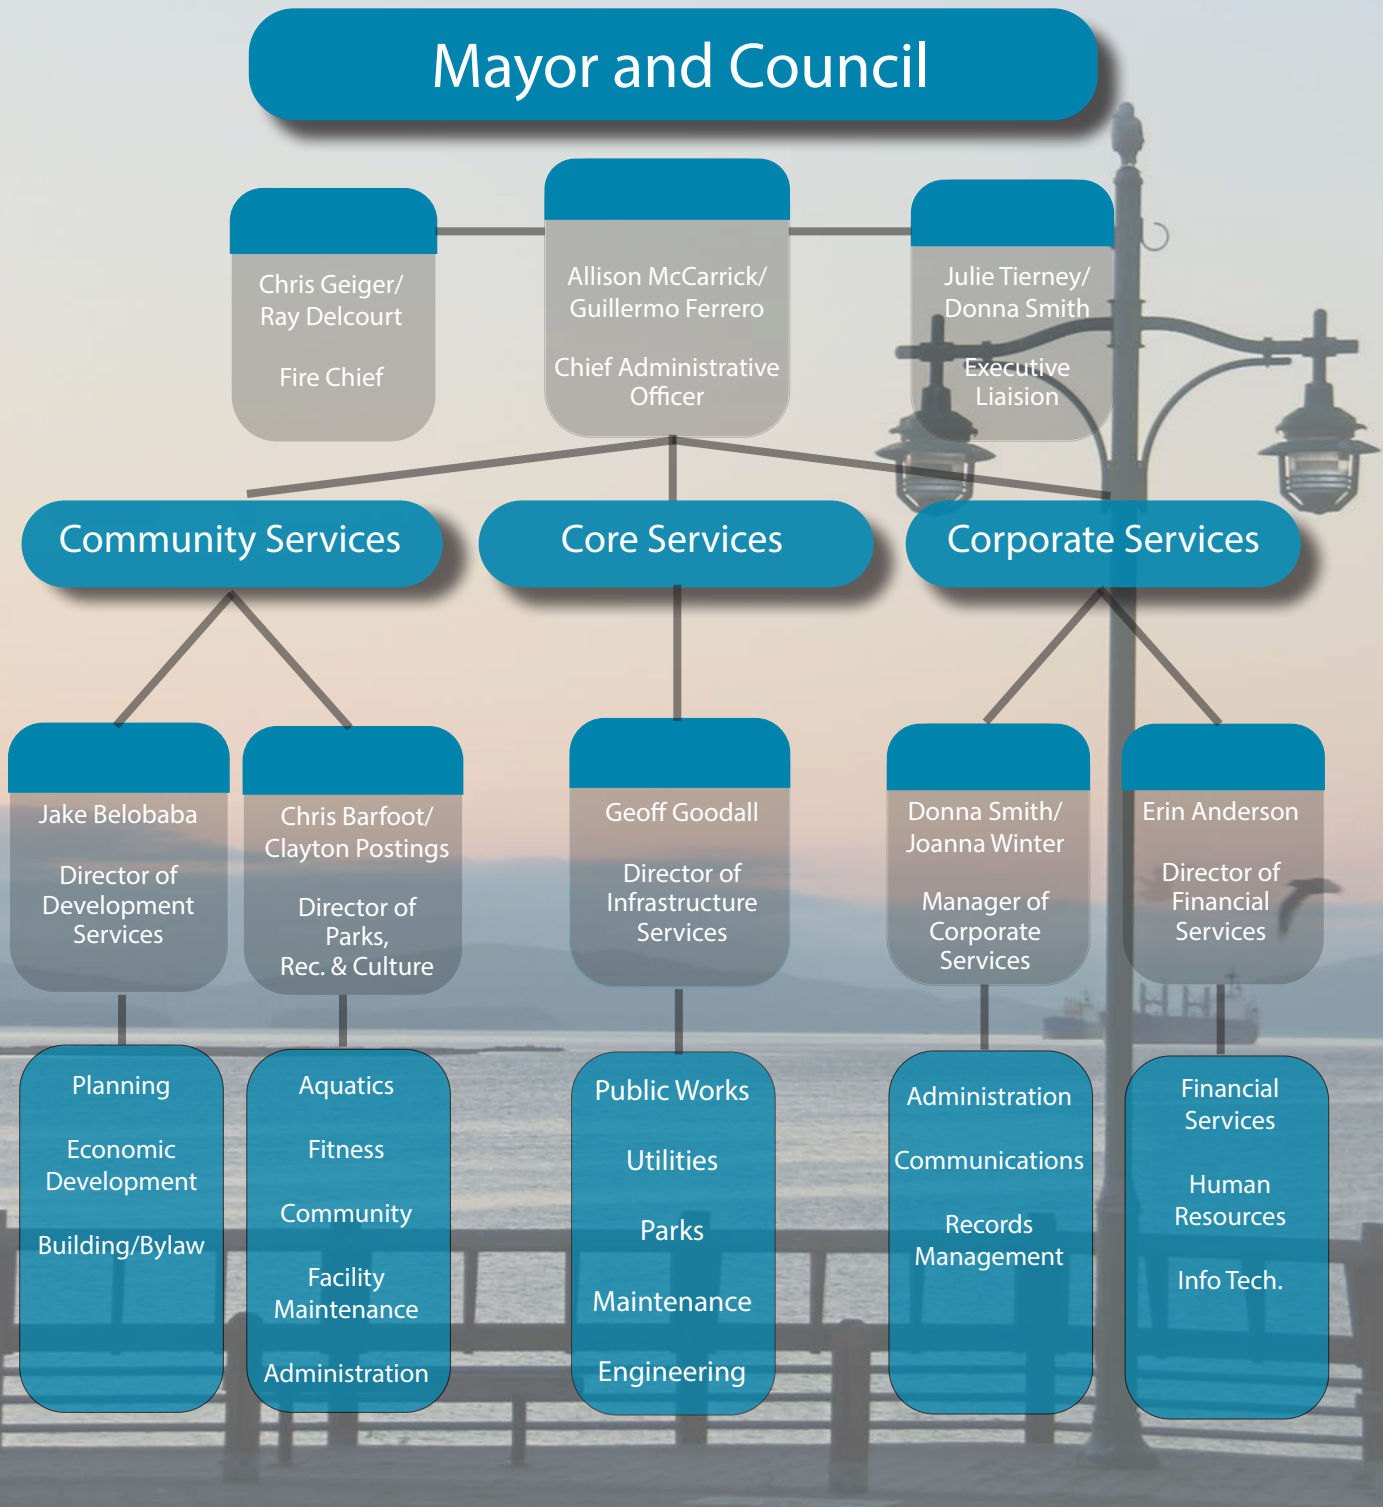 Mayor and Council
Chris Geiger/
Ray Delcourt
Fire Chief
Allison McCarrick/
Guillermo Ferrero
Chief Administrative
Officer
Julie Tierney/
Donna Smith
Executive
Liaision
Community Services
Core Services
Corporate Services
Jake Belobaba
Director of
Development
Services
Chris Barfoot/
Clayton Postings
Director of
Parks,
Rec. & Culture
Geoff Goodall
Director of
Infrastructure
Services
Donna Smith/
Joanna Winter
Manager of
Corporate
Services
Erin Anderson
Director of
Financial
Services
Planning
Economic
Development
Building/Bylaw
Aquatics
Fitness
Community
Facility
Maintenance
Administration
Public Works
Utilities
Parks
Maintenance
Engineering
Administration
Communications
Records
Management
Financial
Services
Human
Resources
Info Tech.